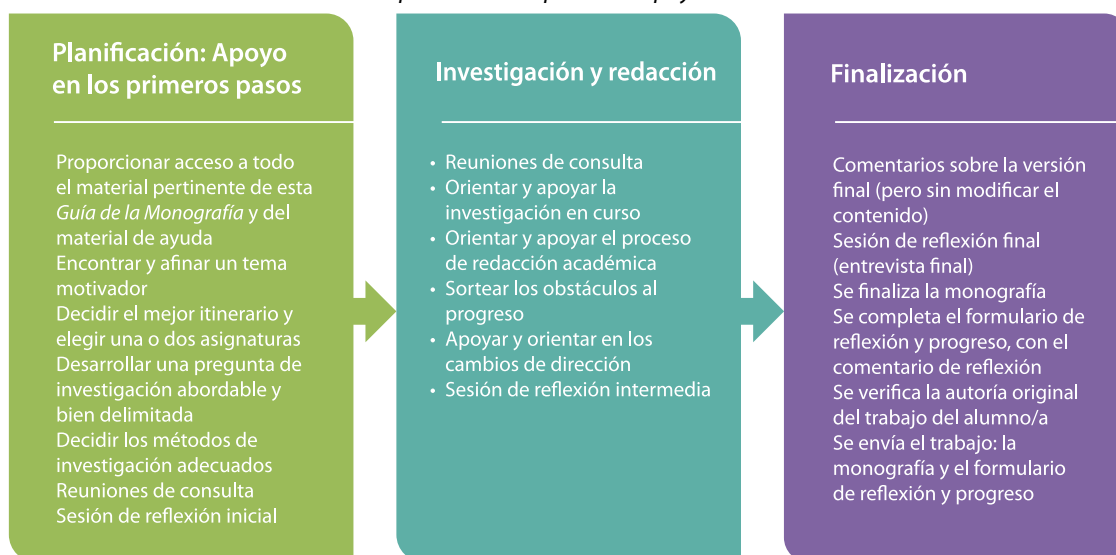 Planificación: Apoyo
en los primeros pasos
Proporcionar acceso a todo
el material pertinente de esta
Guía de la Monografía y del
material de ayuda
Encontrar y afinar un tema
motivador
Decidir el mejor itinerario y
elegir una o dos asignaturas
Desarrollar una pregunta de
investigación abordable y
bien delimitada
Decidir los métodos de
investigación adecuados
Reuniones de consulta
Sesión de reflexión inicial
Investigación y redacción
• Reuniones de consulta
• Orientar y apoyar la
investigación en curso
• Orientar y apoyar el proceso
de redacción académica
• Sortear los obstáculos al
progreso
• Apoyar y orientar en los
cambios de dirección
• Sesión de reflexión intermedia
Finalización
Comentarios sobre la versión
final (pero sin modificar el
contenido)
Sesión de reflexión final
(entrevista final)
Se finaliza la monografía
Se completa el formulario de
reflexión y progreso, con el
comentario de reflexión
Se verifica la autoría original
del trabajo del alumno/a
Se envía el trabajo: la
monografía y el formulario
de reflexión y progreso